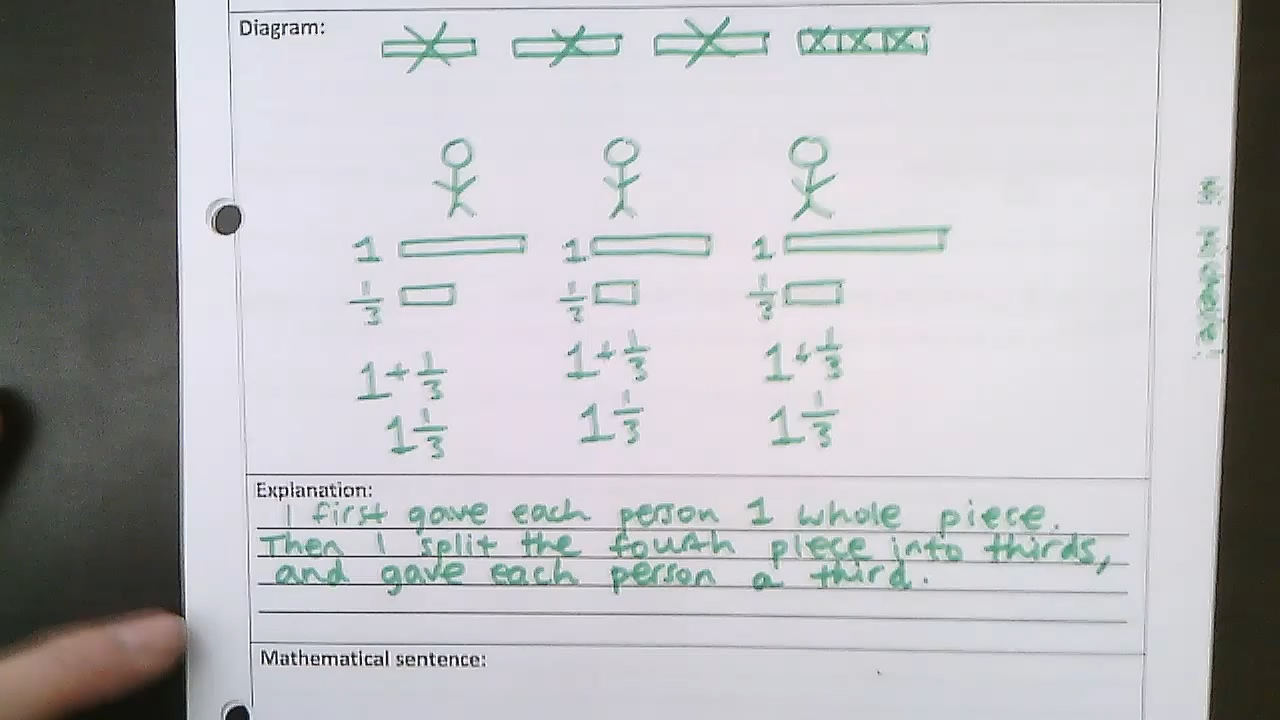 Diagram:
1 1 1
1/3 1/3 1/3
1+1/3 1+1/3 1+1/3
1 1/3 1 1/3 1 1/3
Explanation:
I first gave each person 1 whole piece.
Then I split the fourth piece into thirds,
and gave each person a third.
Mathematical sentence:
Hi